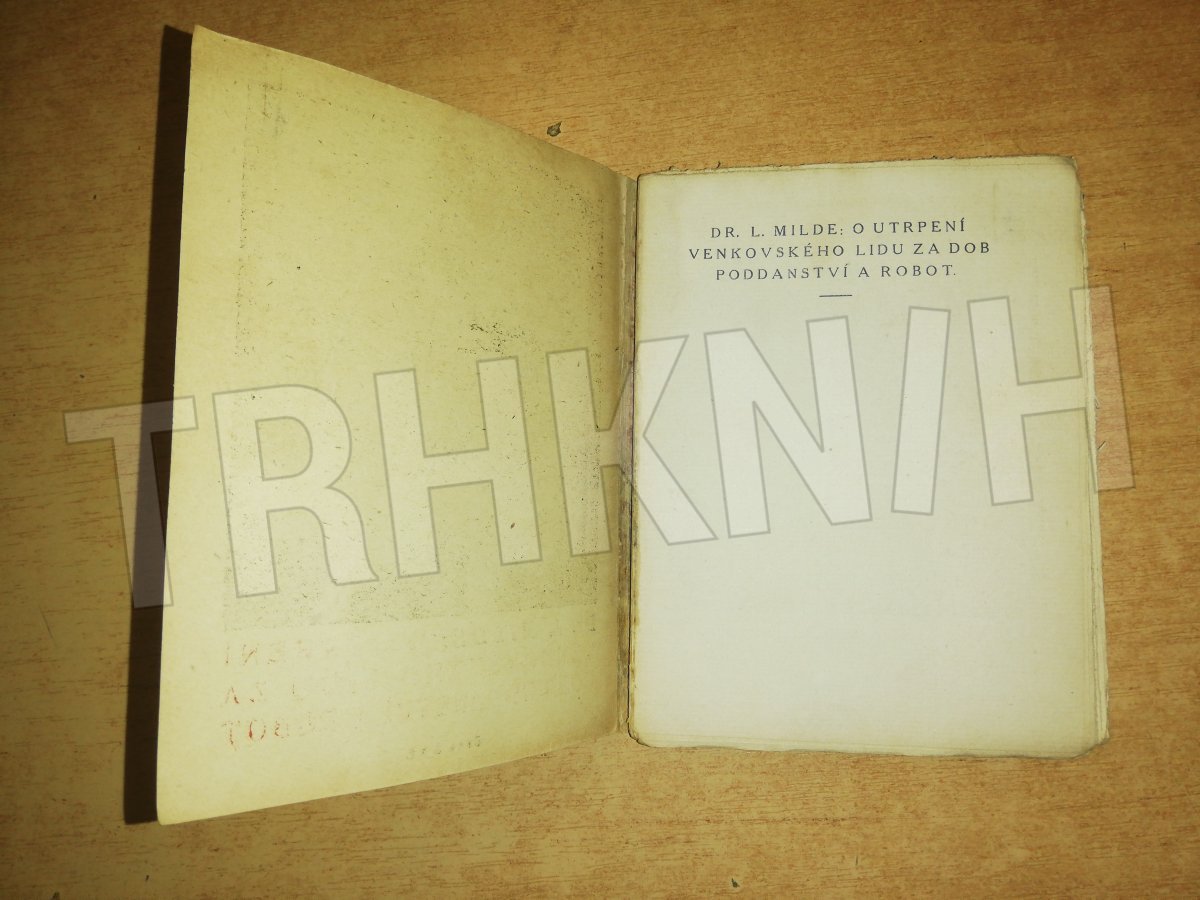 DR. L. MILDE: O UTRPENÍ
VENKOVSKÉHO LIDU ZA DOB
PODDANSTVÍ A ROBOT.
TRHKNIH